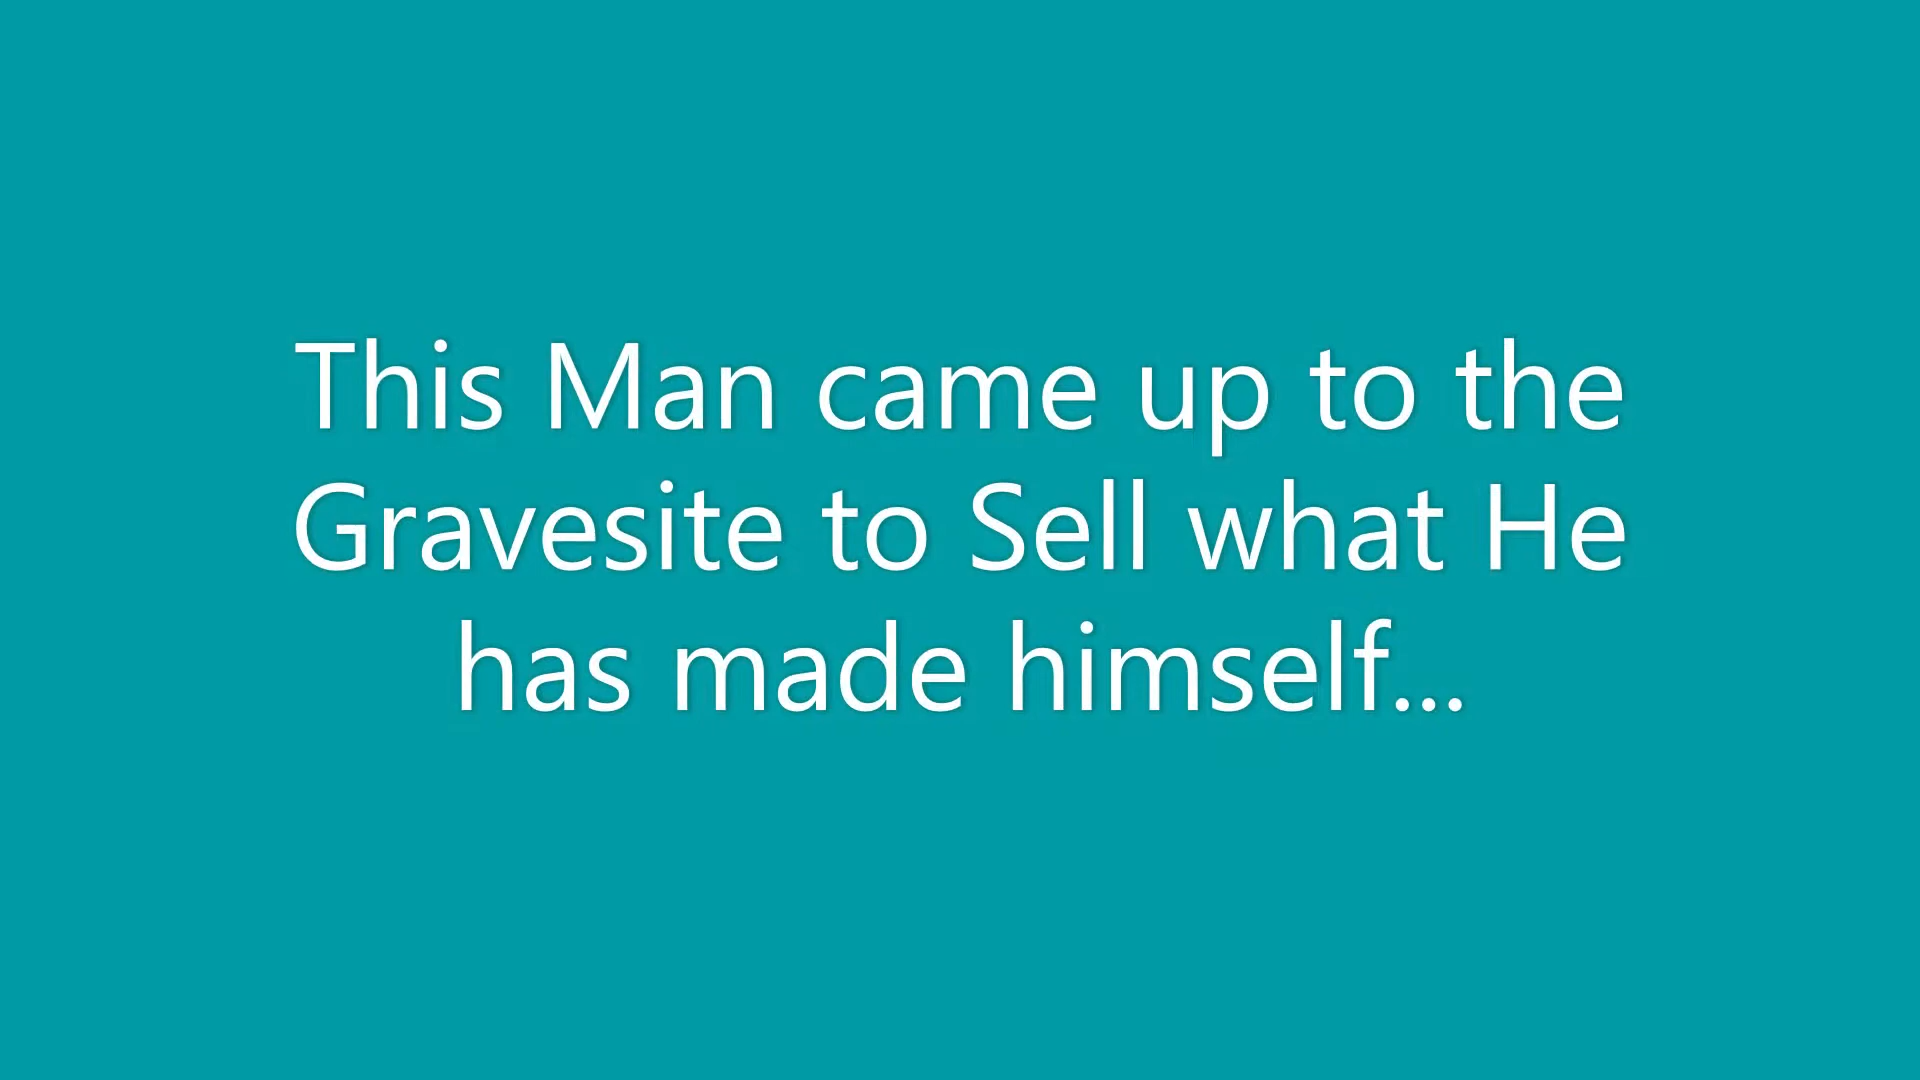 This Man came up to the
Gravesite to Sell what He
has made himself...